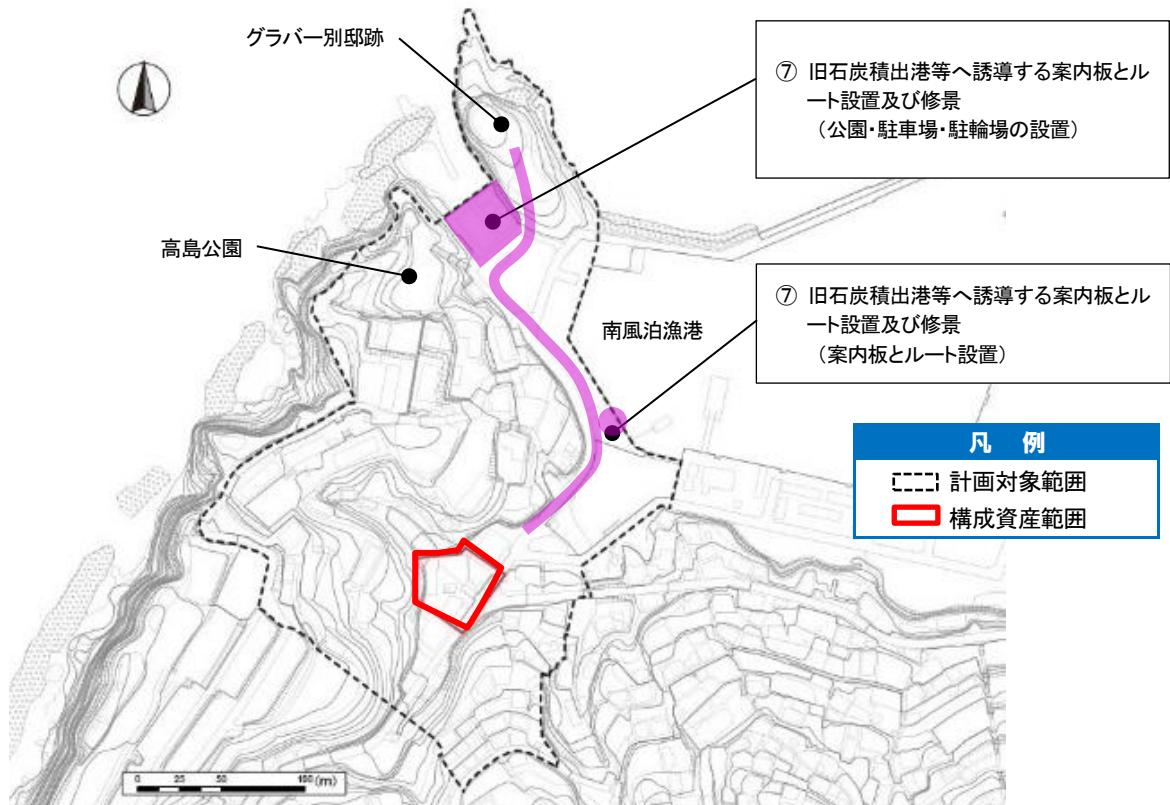 グラバー別邸跡
⑦ 旧石炭積出港等へ誘導する案内板とル
ート設置及び修景
（公園・駐車場・駐輪場の設置）
高島公園
⑦ 旧石炭積出港等へ誘導する案内板とル
ート設置及び修景
（案内板とルート設置）
南風泊漁港
凡 例
計画対象範囲
構成資産範囲
0 25 50 100 (m)